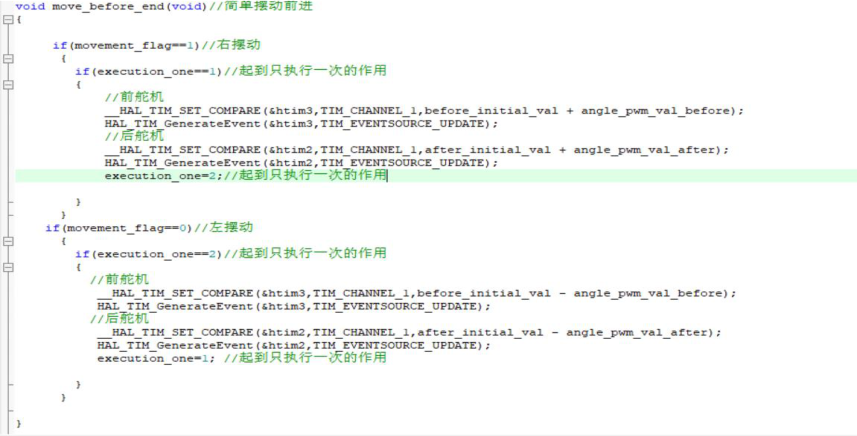 void move_before_end(void)//简单摆动前进
{
if(movement_flag==1)//右摆动
{
if(execution_one==1)//起到只执行一次的作用
{
//前舵机
__HAL_TIM_SET_COMPARE(&htim3,TIM_CHANNEL_1,before_initial_val + angle_pwm_val_before);
HAL_TIM_GenerateEvent(&htim3,TIM_EVENTSOURCE_UPDATE);
//后舵机
__HAL_TIM_SET_COMPARE(&htim2,TIM_CHANNEL_1,after_initial_val + angle_pwm_val_after);
HAL_TIM_GenerateEvent(&htim2,TIM_EVENTSOURCE_UPDATE);
execution_one=2;//起到只执行一次的作用
}
}
if(movement_flag==0)//左摆动
{
if(execution_one==2)//起到只执行一次的作用
{
//前舵机
__HAL_TIM_SET_COMPARE(&htim3,TIM_CHANNEL_1,before_initial_val - angle_pwm_val_before);
HAL_TIM_GenerateEvent(&htim3,TIM_EVENTSOURCE_UPDATE);
//后舵机
__HAL_TIM_SET_COMPARE(&htim2,TIM_CHANNEL_1,after_initial_val - angle_pwm_val_after);
HAL_TIM_GenerateEvent(&htim2,TIM_EVENTSOURCE_UPDATE);
execution_one=1; //起到只执行一次的作用
}
}
}